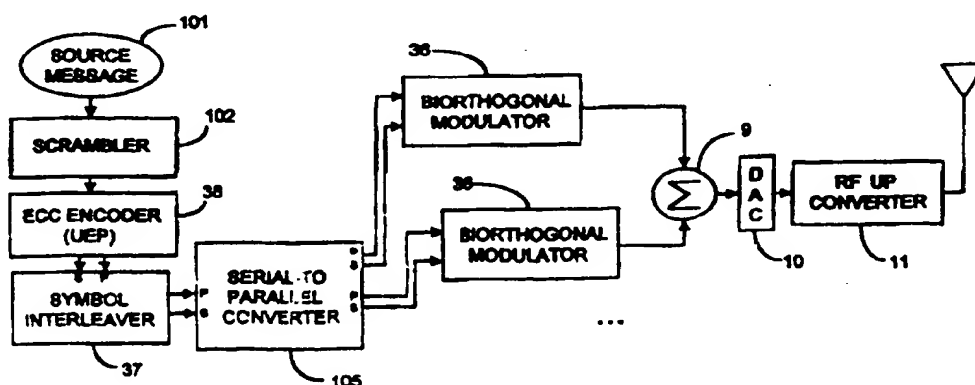 101
SOURCE
MESSAGE
102
SCRAMBLER
38
ECC ENCODER
(UEP)
SYMBOL
INTERLEAVER
37
P
S
SERIAL-TO
PARALLEL
CONVERTER
P
S
P
S
105
36
BIORTHOGONAL
MODULATOR
36
BIORTHOGONAL
MODULATOR
...
9
Σ
D
A
C
10
RF UP
CONVERTER
11